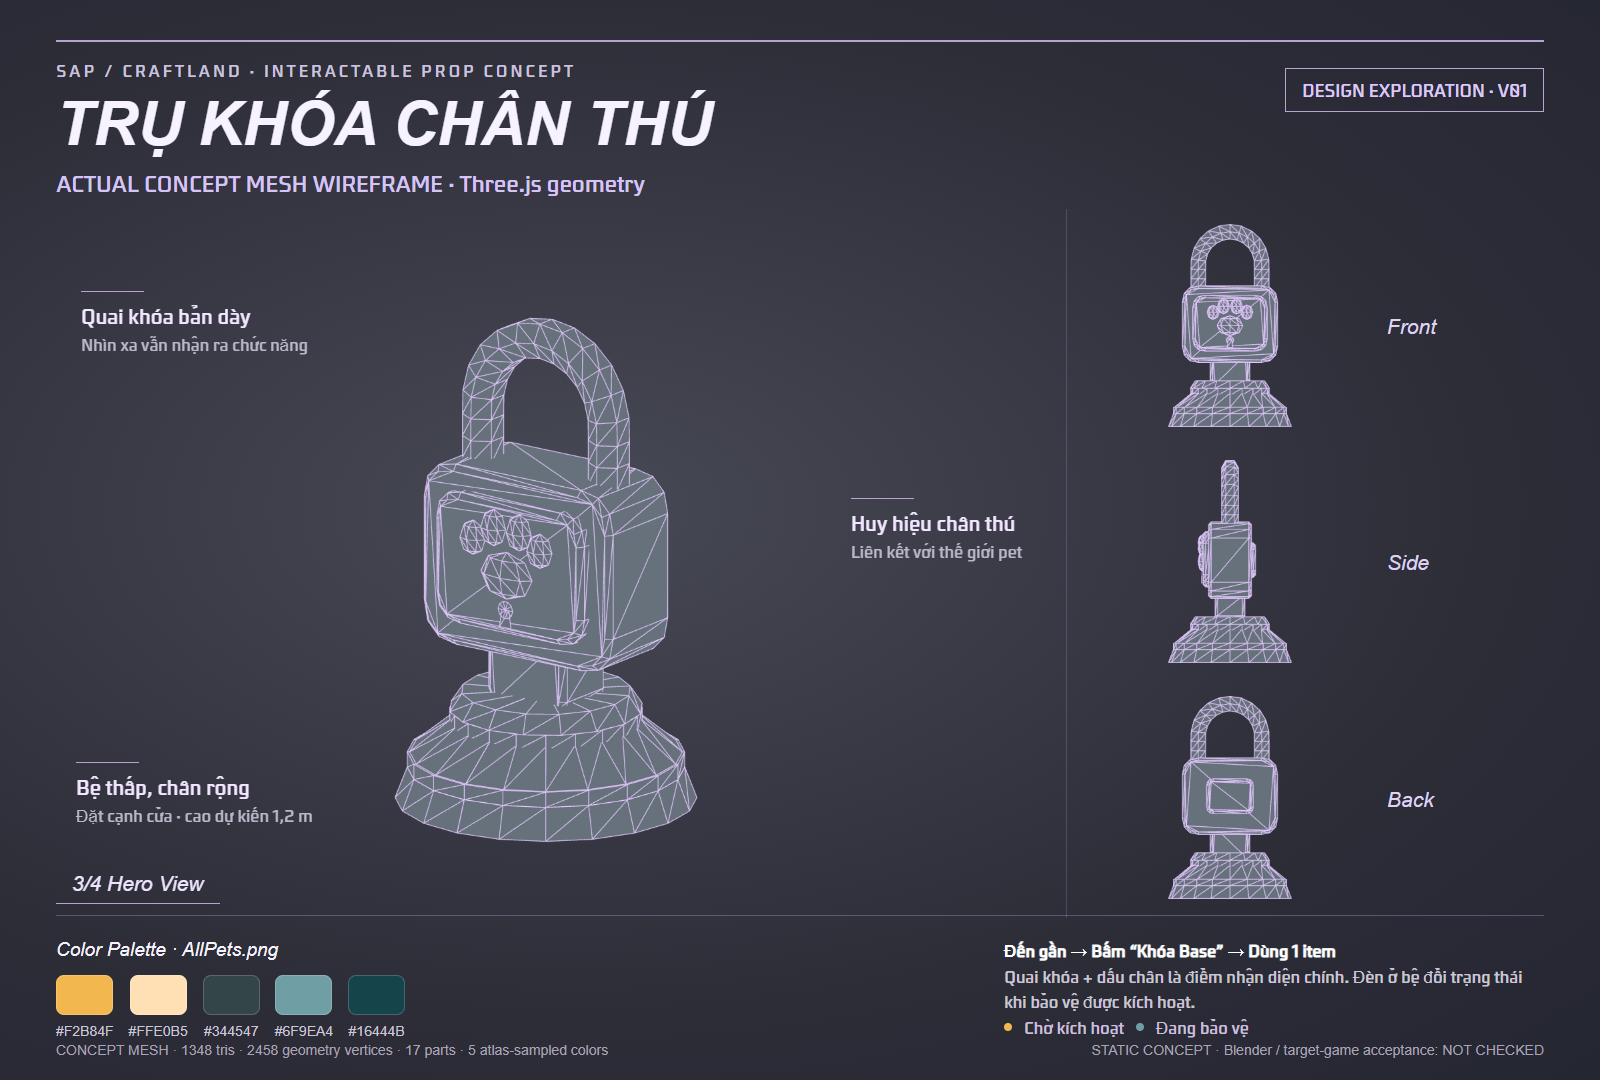 SAP / CRAFTLAND · INTERACTABLE PROP CONCEPT
TRỤ KHÓA CHÂN THÚ
ACTUAL CONCEPT MESH WIREFRAME · Three.js geometry
DESIGN EXPLORATION · V01
Quai khóa bản dày
Nhìn xa vẫn nhận ra chức năng
Huy hiệu chân thú
Liên kết với thế giới pet
Bệ thấp, chân rộng
Đặt cạnh cửa · cao dự kiến 1,2 m
3/4 Hero View
Front
Side
Back
Color Palette · AllPets.png
#F2B84F #FFE0B5 #344547 #6F9EA4 #16444B
CONCEPT MESH · 1348 tris · 2458 geometry vertices · 17 parts · 5 atlas-sampled colors
Đến gần → Bấm “Khóa Base” → Dùng 1 item
Quai khóa + dấu chân là điểm nhận diện chính. Đèn ở bệ đổi trạng thái
khi bảo vệ được kích hoạt.
Chờ kích hoạt Đang bảo vệ
STATIC CONCEPT · Blender / target-game acceptance: NOT CHECKED